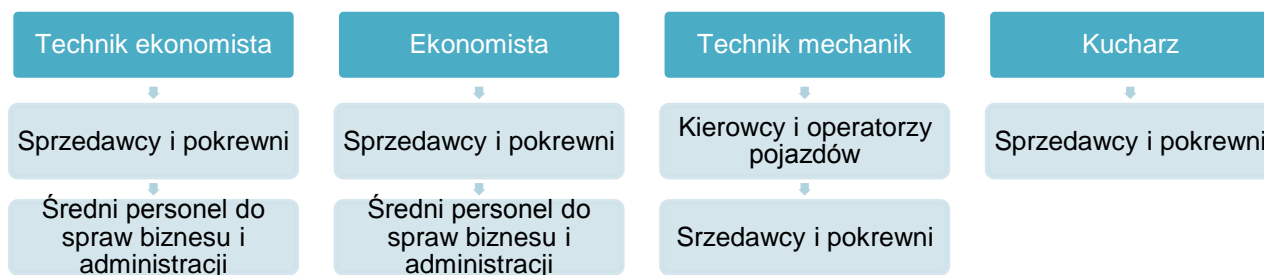 Technik ekonomista
Sprzedawcy i pokrewni
Średni personel do
spraw biznesu i
administracji
Ekonomista
Sprzedawcy i pokrewni
Średni personel do
spraw biznesu i
administracji
Technik mechanik
Kierowcy i operatorzy
pojazdów
Srzedawcy i pokrewni
Kucharz
Sprzedawcy i pokrewni